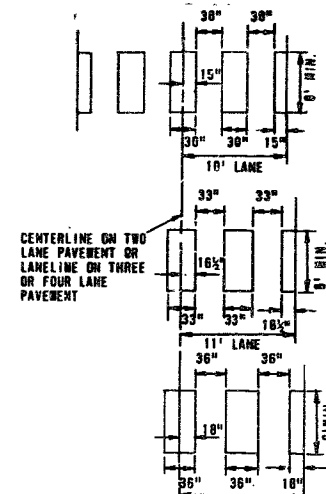 30" 30"
15"
30" 30" 15"
MIN.
10' LANE
33" 33"
CENTERLINE ON TWO
LANE PAVEMENT OR
LANELINE ON THREE
OR FOUR LANE
PAVEMENT
16½"
33" 33" 16½"
MIN.
11' LANE
36" 36"
18"
36" 36" 18"